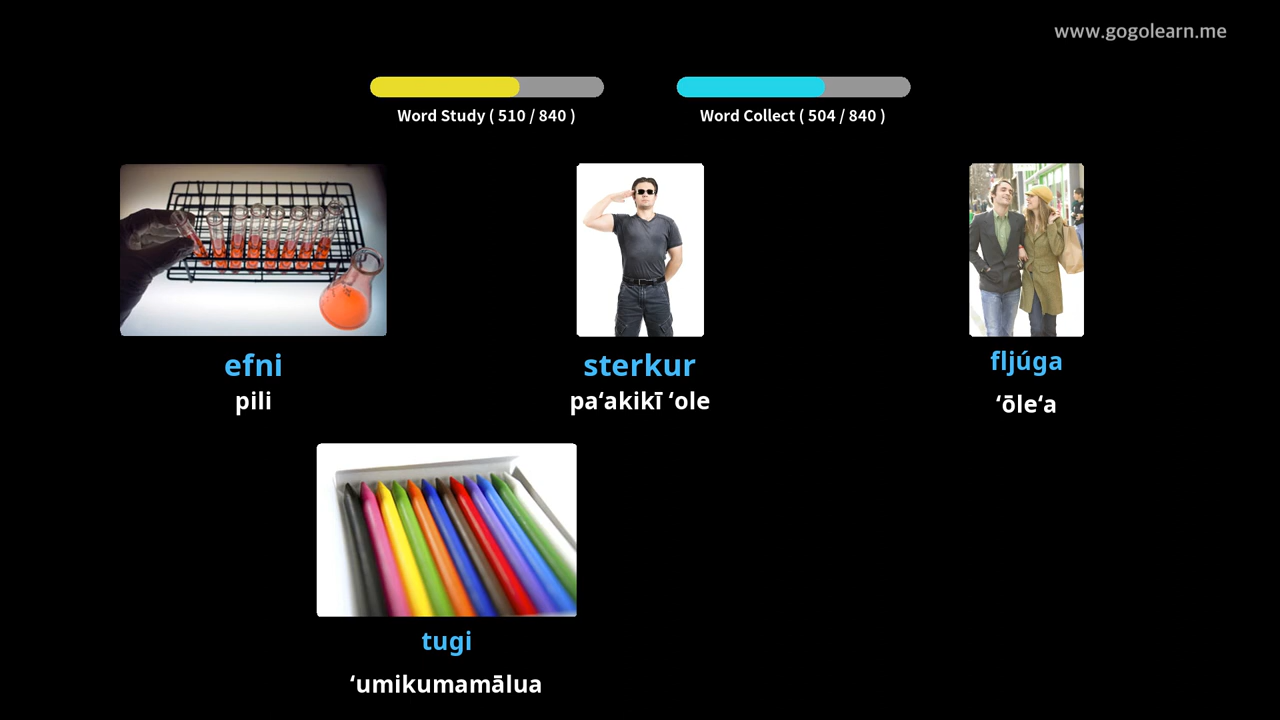 www.gogolearn.me
Word Study ( 510 / 840 )
Word Collect ( 504 / 840 )
efni
pili
sterkur
paʻakikī ʻole
fljúga
ʻōleʻa
tugi
ʻumikumamālua